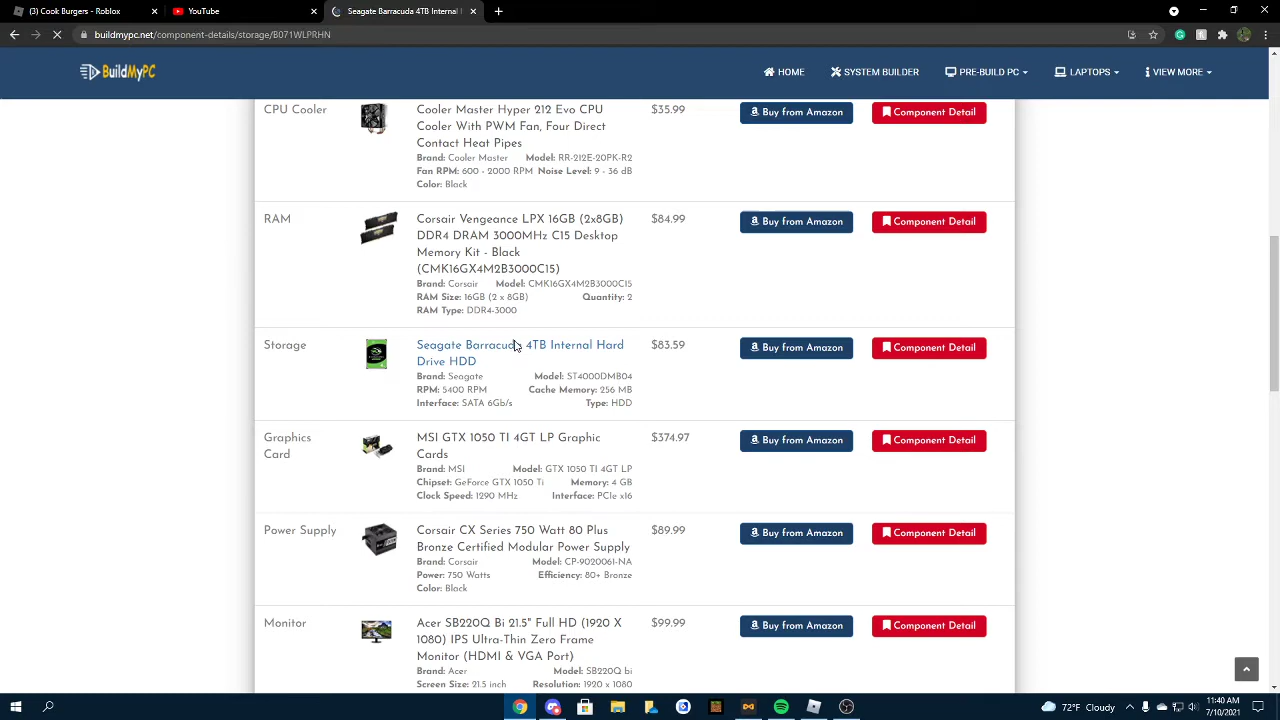 (3) Cook Burgers - Roblox
YouTube
Seagate Barracuda 4TB Internal H
buildmypc.net/component-details/storage/B071WLPRHN
BuildMyPC
HOME
SYSTEM BUILDER
PRE-BUILD PC
LAPTOPS
VIEW MORE
CPU Cooler
Cooler Master Hyper 212 Evo CPU
Cooler With PWM Fan, Four Direct
Contact Heat Pipes
Brand: Cooler Master Model: RR-212E-20PK-R2
Fan RPM: 600 - 2000 RPM Noise Level: 9 - 36 dB
Color: Black
$35.99
Buy from Amazon
Component Detail
RAM
Corsair Vengeance LPX 16GB (2x8GB)
DDR4 DRAM 3000MHz C15 Desktop
Memory Kit - Black
(CMK16GX4M2B3000C15)
Brand: Corsair Model: CMK16GX4M2B3000C15
RAM Size: 16GB (2 x 8GB) Quantity: 2
RAM Type: DDR4-3000
$84.99
Buy from Amazon
Component Detail
Storage
Seagate Barracuda 4TB Internal Hard
Drive HDD
Brand: Seagate Model: ST4000DMB04
RPM: 5400 RPM Cache Memory: 256 MB
Interface: SATA 6Gb/s Type: HDD
$83.59
Buy from Amazon
Component Detail
Graphics
Card
MSI GTX 1050 TI 4GT LP Graphic
Cards
Brand: MSI Model: GTX 1050 TI 4GT LP
Chipset: GeForce GTX 1050 Ti Memory: 4 GB
Clock Speed: 1290 MHz Interface: PCIe x16
$374.97
Buy from Amazon
Component Detail
Power Supply
Corsair CX Series 750 Watt 80 Plus
Bronze Certified Modular Power Supply
Brand: Corsair Model: CP-9020061-NA
Power: 750 Watts Efficiency: 80+ Bronze
Color: Black
$89.99
Buy from Amazon
Component Detail
Monitor
Acer SB220Q Bi 21.5" Full HD (1920 X
1080) IPS Ultra-Thin Zero Frame
Monitor (HDMI & VGA Port)
Brand: Acer Model: SB220Q bi
Screen Size: 21.5 inch Resolution: 1920 x 1080
$99.99
Buy from Amazon
Component Detail
72°F Cloudy
11:40 AM
7/10/2021